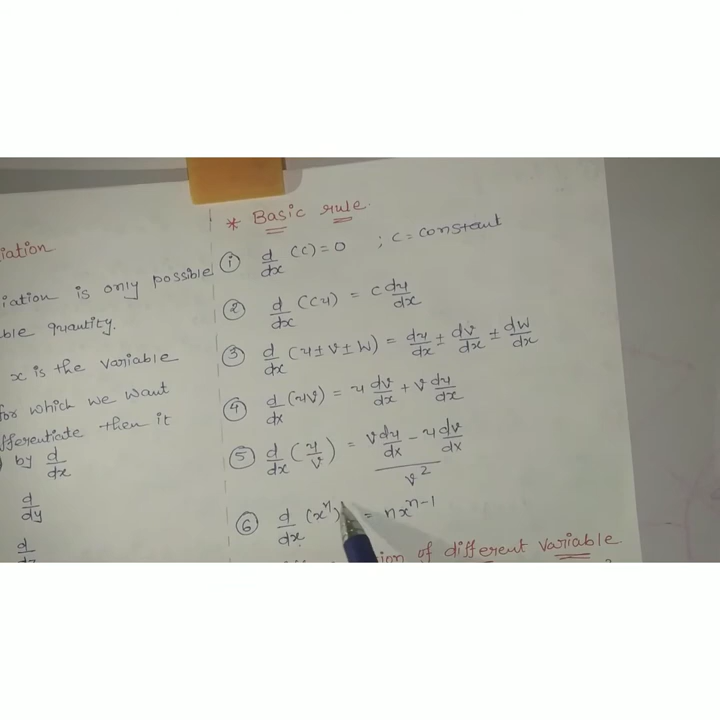 iation
iation is only possible
ble quantity.
x is the variable
for which we want
fferentiate then it
by d/dx
d/dy
* Basic rule.
① d/dx (c) = 0 ; c = constant
② d/dx (cu) = c du/dx
③ d/dx (u ± v ± w) = du/dx ± dv/dx ± dw/dx
④ d/dx (uv) = u dv/dx + v du/dx
⑤ d/dx (u/v) = (v du/dx - u dv/dx) / v²
⑥ d/dx (xⁿ) = nxⁿ⁻¹
ion of different variable